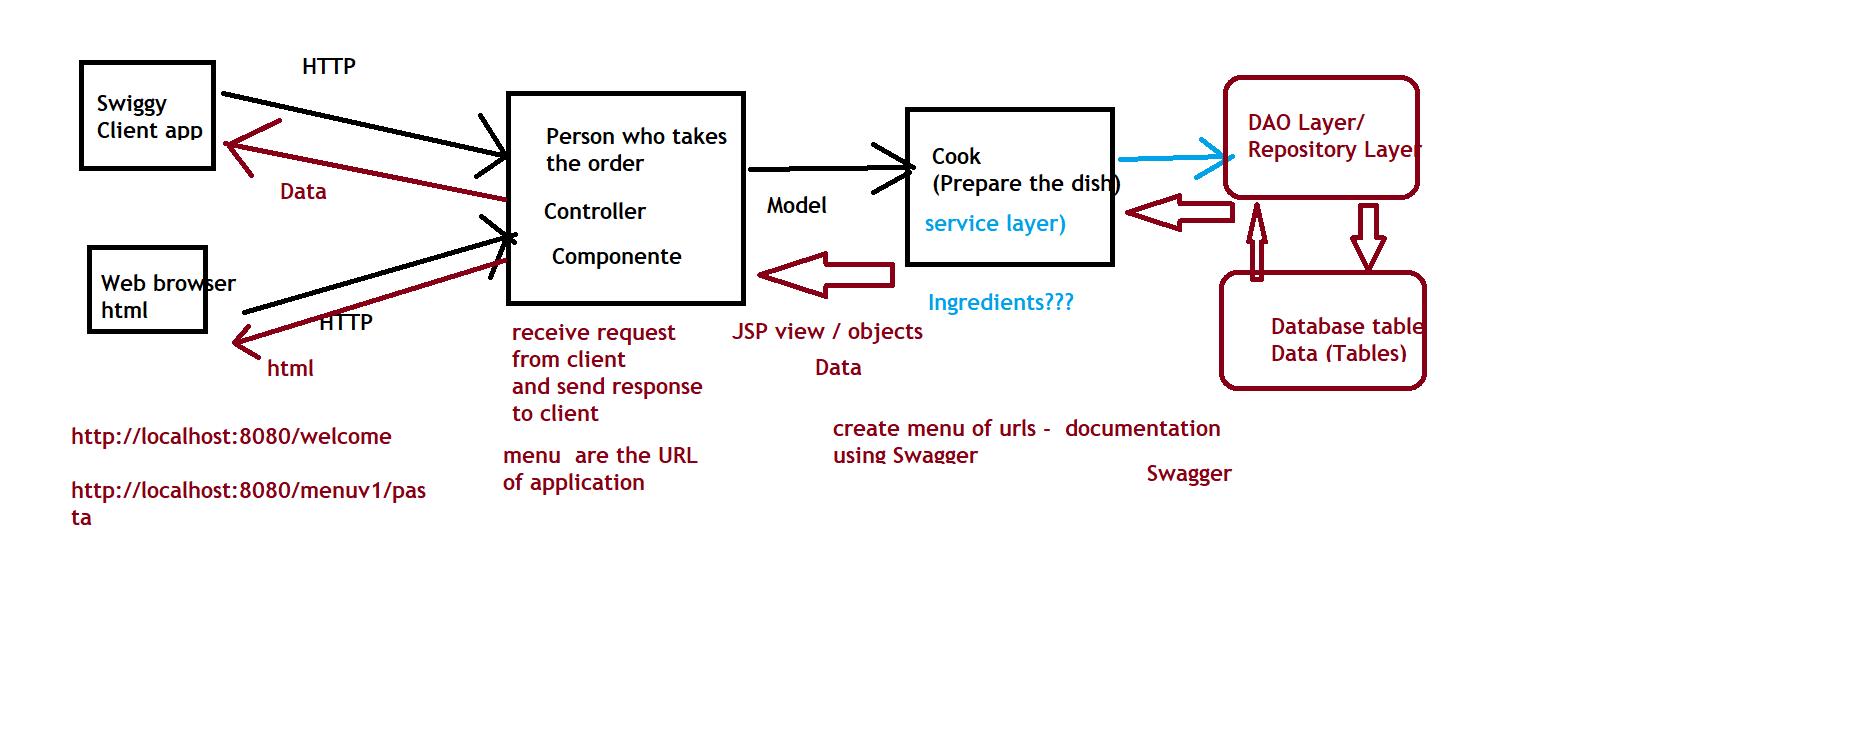 HTTP
Swiggy
Client app
Data
Web browser
html
HTTP
html
Person who takes
the order
Controller
Componente
Model
Cook
(Prepare the dish)
service layer)
Ingredients???
DAO Layer/
Repository Layer
Database table
Data (Tables)
receive request
from client
and send response
to client
JSP view / objects
Data
menu are the URL
of application
create menu of urls - documentation
using Swagger
Swagger
http://localhost:8080/welcome
http://localhost:8080/menuv1/pas
ta